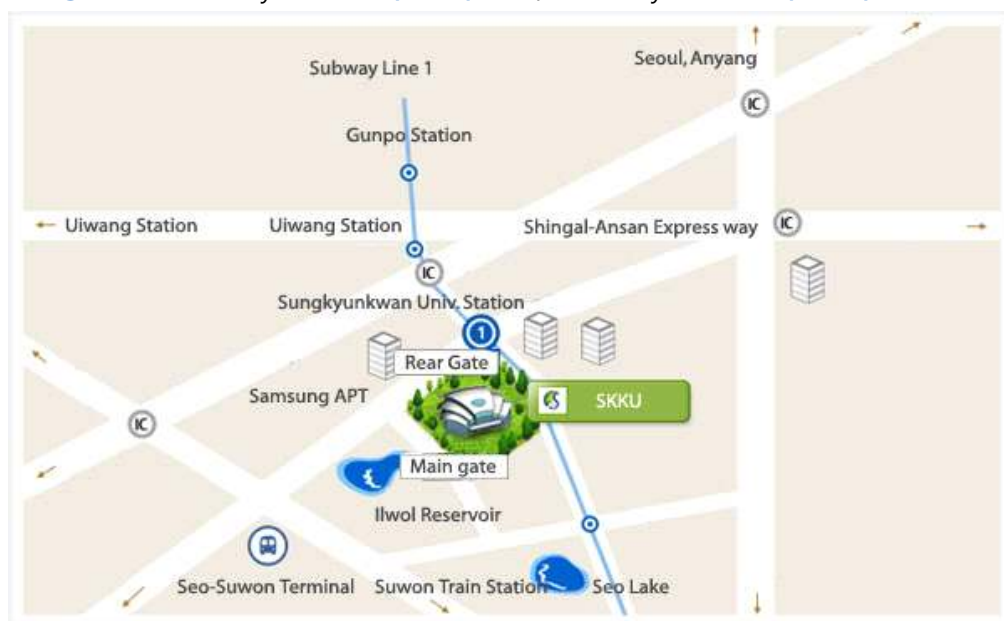 Seoul, Anyang
IC
Subway Line 1
Gunpo Station
Uiwang Station
Uiwang Station
Shingal-Ansan Express way
IC
IC
Sungkyunkwan Univ. Station
1
Rear Gate
Samsung APT
SKKU
IC
Main gate
Ilwol Reservoir
Seo-Suwon Terminal
Suwon Train Station
Seo Lake